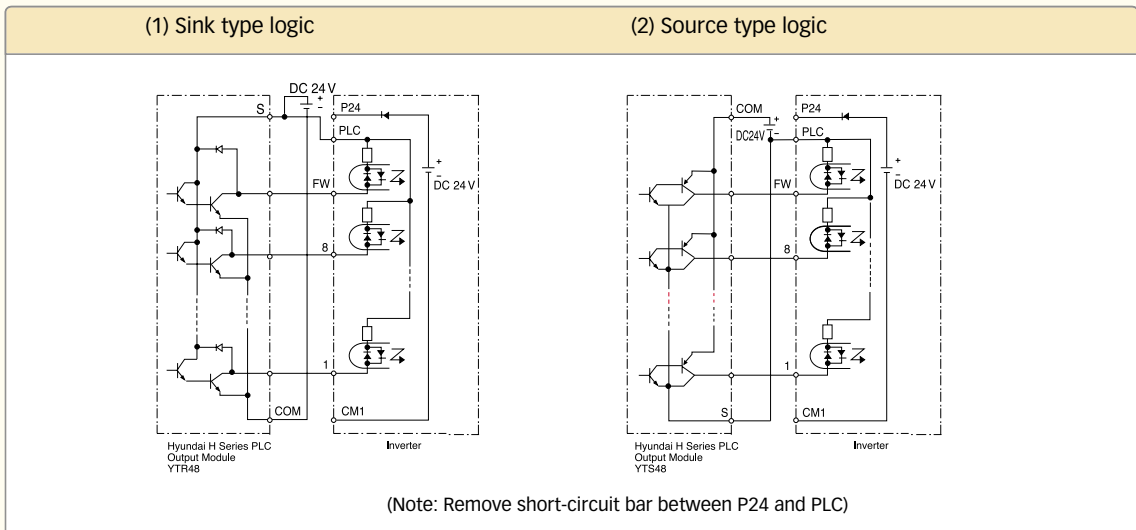 (1) Sink type logic
(2) Source type logic
DC 24 V
+
−
S
P24
PLC
FW
8
1
COM
CM1
+
−
DC 24 V
Hyundai H Series PLC
Output Module
YTR48
Inverter
COM
+
DC24V
−
P24
PLC
FW
8
1
S
CM1
+
−
DC 24 V
Hyundai H Series PLC
Output Module
YTS48
Inverter
(Note: Remove short-circuit bar between P24 and PLC)